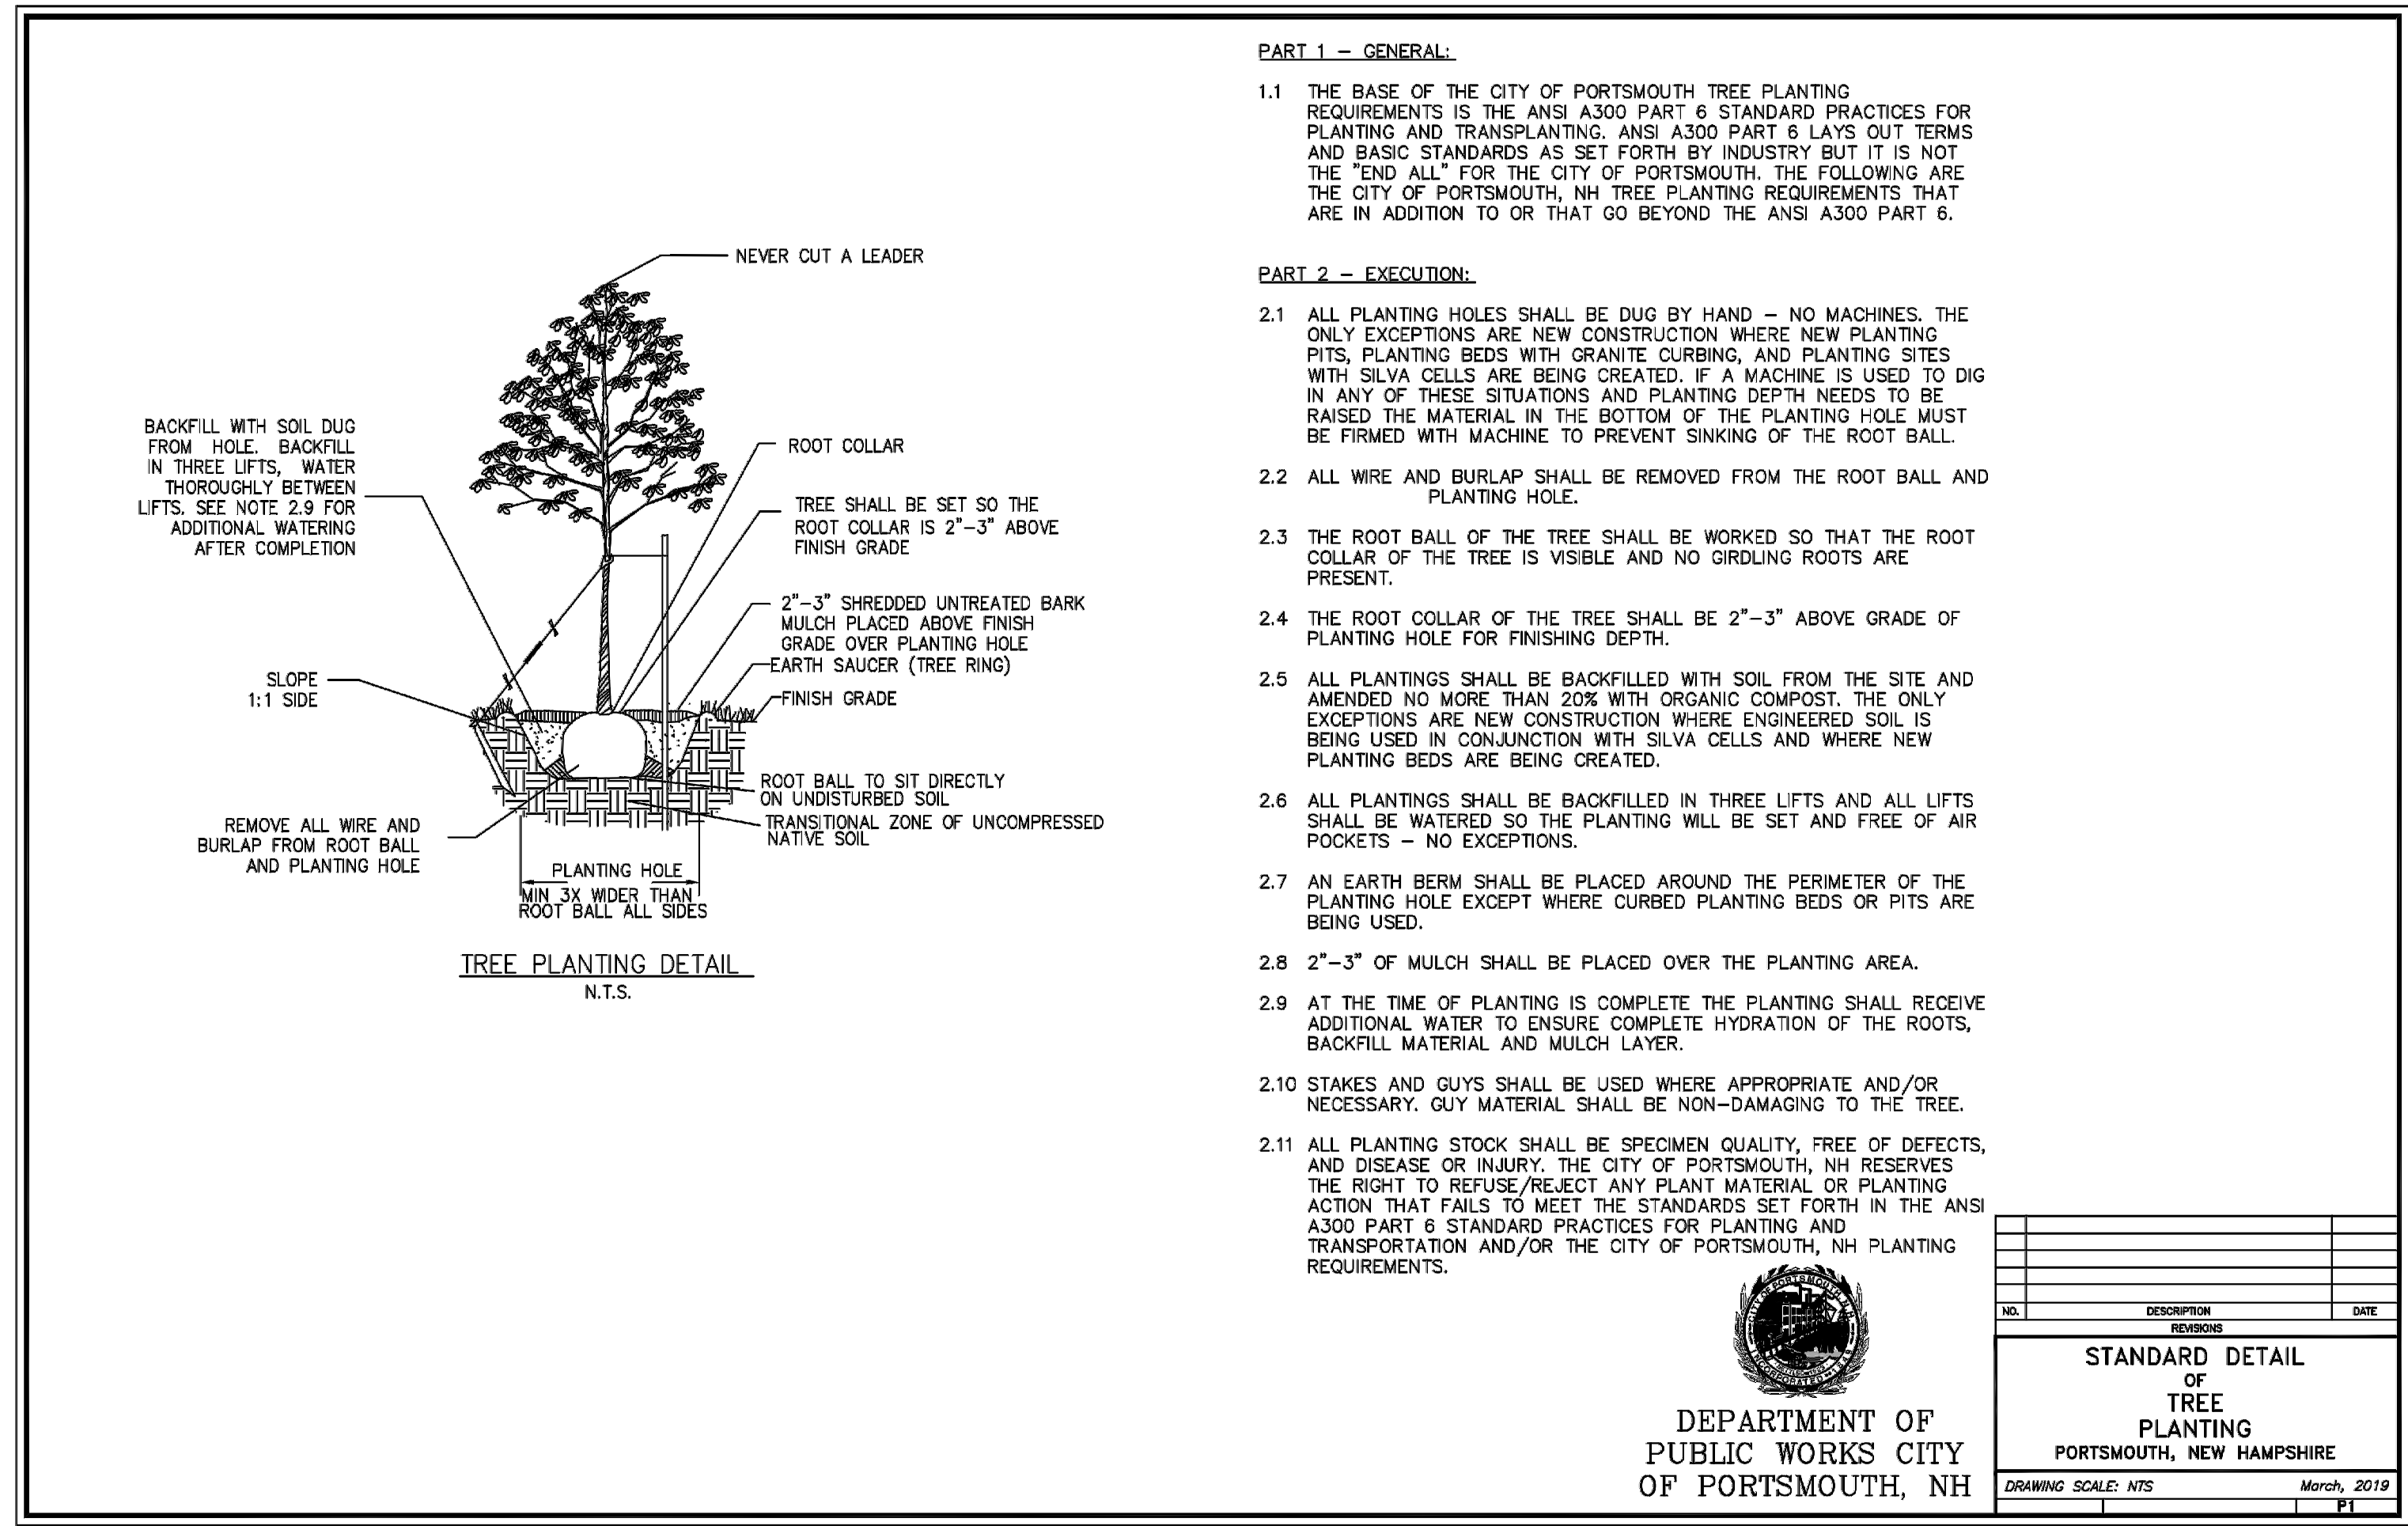 NEVER CUT A LEADER
BACKFILL WITH SOIL DUG
FROM HOLE. BACKFILL
IN THREE LIFTS, WATER
THOROUGHLY BETWEEN
LIFTS. SEE NOTE 2.9 FOR
ADDITIONAL WATERING
AFTER COMPLETION
ROOT COLLAR
TREE SHALL BE SET SO THE
ROOT COLLAR IS 2"-3" ABOVE
FINISH GRADE
2"-3" SHREDDED UNTREATED BARK
MULCH PLACED ABOVE FINISH
GRADE OVER PLANTING HOLE
EARTH SAUCER (TREE RING)
SLOPE
1:1 SIDE
FINISH GRADE
ROOT BALL TO SIT DIRECTLY
ON UNDISTURBED SOIL
TRANSITIONAL ZONE OF UNCOMPRESSED
NATIVE SOIL
REMOVE ALL WIRE AND
BURLAP FROM ROOT BALL
AND PLANTING HOLE
PLANTING HOLE
MIN 3X WIDER THAN
ROOT BALL ALL SIDES
TREE PLANTING DETAIL
N.T.S.
PART 1 - GENERAL:
1.1 THE BASE OF THE CITY OF PORTSMOUTH TREE PLANTING
REQUIREMENTS IS THE ANSI A300 PART 6 STANDARD PRACTICES FOR
PLANTING AND TRANSPLANTING. ANSI A300 PART 6 LAYS OUT TERMS
AND BASIC STANDARDS AS SET FORTH BY INDUSTRY BUT IT IS NOT
THE "END ALL" FOR THE CITY OF PORTSMOUTH. THE FOLLOWING ARE
THE CITY OF PORTSMOUTH, NH TREE PLANTING REQUIREMENTS THAT
ARE IN ADDITION TO OR THAT GO BEYOND THE ANSI A300 PART 6.
PART 2 - EXECUTION:
2.1 ALL PLANTING HOLES SHALL BE DUG BY HAND - NO MACHINES. THE
ONLY EXCEPTIONS ARE NEW CONSTRUCTION WHERE NEW PLANTING
PITS, PLANTING BEDS WITH GRANITE CURBING, AND PLANTING SITES
WITH SILVA CELLS ARE BEING CREATED. IF A MACHINE IS USED TO DIG
IN ANY OF THESE SITUATIONS AND PLANTING DEPTH NEEDS TO BE
RAISED THE MATERIAL IN THE BOTTOM OF THE PLANTING HOLE MUST
BE FIRMED WITH MACHINE TO PREVENT SINKING OF THE ROOT BALL.
2.2 ALL WIRE AND BURLAP SHALL BE REMOVED FROM THE ROOT BALL AND
PLANTING HOLE.
2.3 THE ROOT BALL OF THE TREE SHALL BE WORKED SO THAT THE ROOT
COLLAR OF THE TREE IS VISIBLE AND NO GIRDLING ROOTS ARE
PRESENT.
2.4 THE ROOT COLLAR OF THE TREE SHALL BE 2"-3" ABOVE GRADE OF
PLANTING HOLE FOR FINISHING DEPTH.
2.5 ALL PLANTINGS SHALL BE BACKFILLED WITH SOIL FROM THE SITE AND
AMENDED NO MORE THAN 20% WITH ORGANIC COMPOST. THE ONLY
EXCEPTIONS ARE NEW CONSTRUCTION WHERE ENGINEERED SOIL IS
BEING USED IN CONJUNCTION WITH SILVA CELLS AND WHERE NEW
PLANTING BEDS ARE BEING CREATED.
2.6 ALL PLANTINGS SHALL BE BACKFILLED IN THREE LIFTS AND ALL LIFTS
SHALL BE WATERED SO THE PLANTING WILL BE SET AND FREE OF AIR
POCKETS - NO EXCEPTIONS.
2.7 AN EARTH BERM SHALL BE PLACED AROUND THE PERIMETER OF THE
PLANTING HOLE EXCEPT WHERE CURBED PLANTING BEDS OR PITS ARE
BEING USED.
2.8 2"-3" OF MULCH SHALL BE PLACED OVER THE PLANTING AREA.
2.9 AT THE TIME OF PLANTING IS COMPLETE THE PLANTING SHALL RECEIVE
ADDITIONAL WATER TO ENSURE COMPLETE HYDRATION OF THE ROOTS,
BACKFILL MATERIAL AND MULCH LAYER.
2.10 STAKES AND GUYS SHALL BE USED WHERE APPROPRIATE AND/OR
NECESSARY. GUY MATERIAL SHALL BE NON-DAMAGING TO THE TREE.
2.11 ALL PLANTING STOCK SHALL BE SPECIMEN QUALITY, FREE OF DEFECTS,
AND DISEASE OR INJURY. THE CITY OF PORTSMOUTH, NH RESERVES
THE RIGHT TO REFUSE/REJECT ANY PLANT MATERIAL OR PLANTING
ACTION THAT FAILS TO MEET THE STANDARDS SET FORTH IN THE ANSI
A300 PART 6 STANDARD PRACTICES FOR PLANTING AND
TRANSPORTATION AND/OR THE CITY OF PORTSMOUTH, NH PLANTING
REQUIREMENTS.
CITY OF PORTSMOUTH, N.H.
INCORPORATED 1849
DEPARTMENT OF
PUBLIC WORKS CITY
OF PORTSMOUTH, NH
NO. DESCRIPTION DATE
REVISIONS
STANDARD DETAIL
OF
TREE
PLANTING
PORTSMOUTH, NEW HAMPSHIRE
DRAWING SCALE: NTS March, 2019
P1